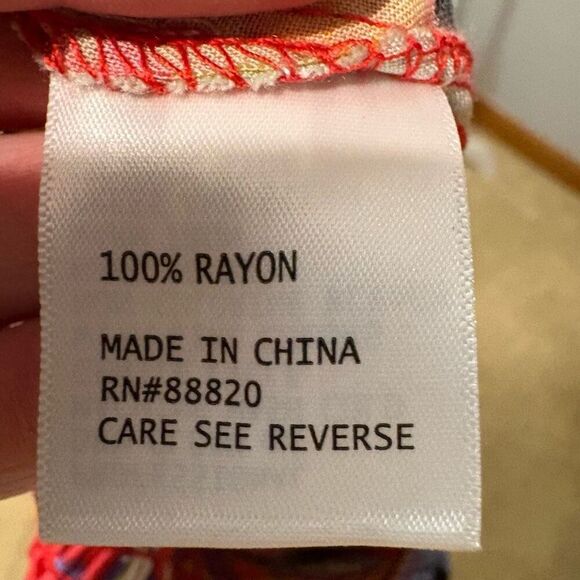 100% RAYON
MADE IN CHINA
RN#88820
CARE SEE REVERSE